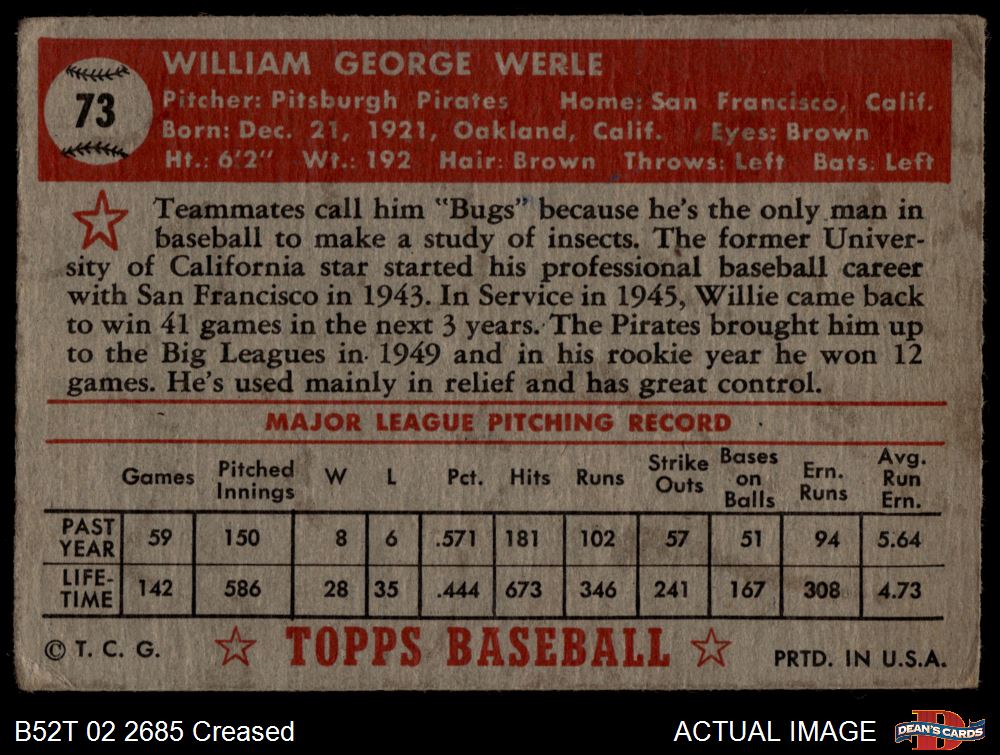 73
WILLIAM GEORGE WERLE
Pitcher: Pitsburgh Pirates Home: San Francisco, Calif.
Born: Dec. 21, 1921, Oakland, Calif. Eyes: Brown
Ht.: 6'2" Wt.: 192 Hair: Brown Throws: Left Bats: Left
Teammates call him "Bugs" because he's the only man in
baseball to make a study of insects. The former Univer-
sity of California star started his professional baseball career
with San Francisco in 1943. In Service in 1945, Willie came back
to win 41 games in the next 3 years. The Pirates brought him up
to the Big Leagues in 1949 and in his rookie year he won 12
games. He's used mainly in relief and has great control.
MAJOR LEAGUE PITCHING RECORD
Games Pitched Innings W L Pct. Hits Runs Strike Outs Bases on Balls Ern. Runs Avg. Run Ern.
PAST YEAR 59 150 8 6 .571 181 102 57 51 94 5.64
LIFE-TIME 142 586 28 35 .444 673 346 241 167 308 4.73
© T. C. G. TOPPS BASEBALL PRTD. IN U.S.A.
B52T 02 2685 Creased ACTUAL IMAGE D DEAN'S CARDS